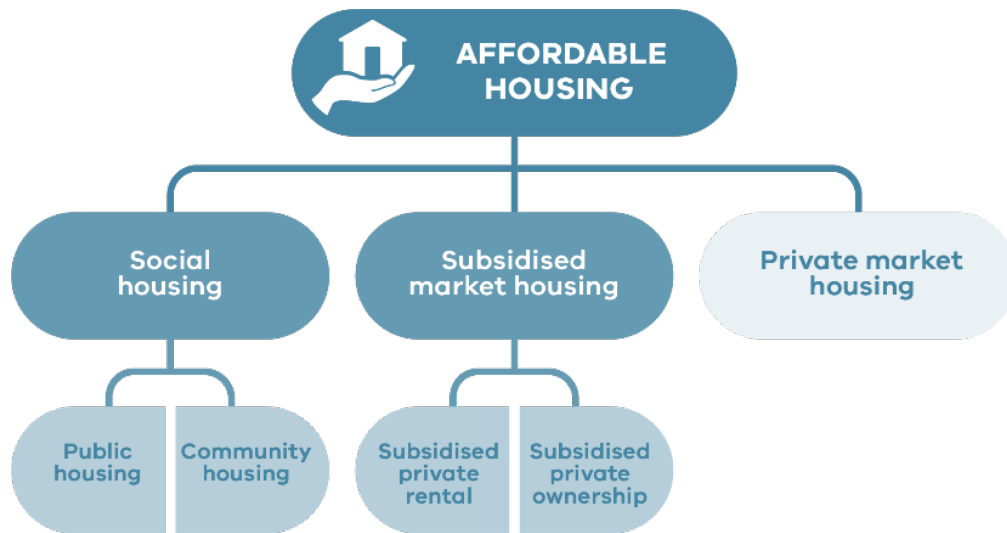 AFFORDABLE
HOUSING
Social
housing
Subsidised
market housing
Private market
housing
Public
housing
Community
housing
Subsidised
private
rental
Subsidised
private
ownership